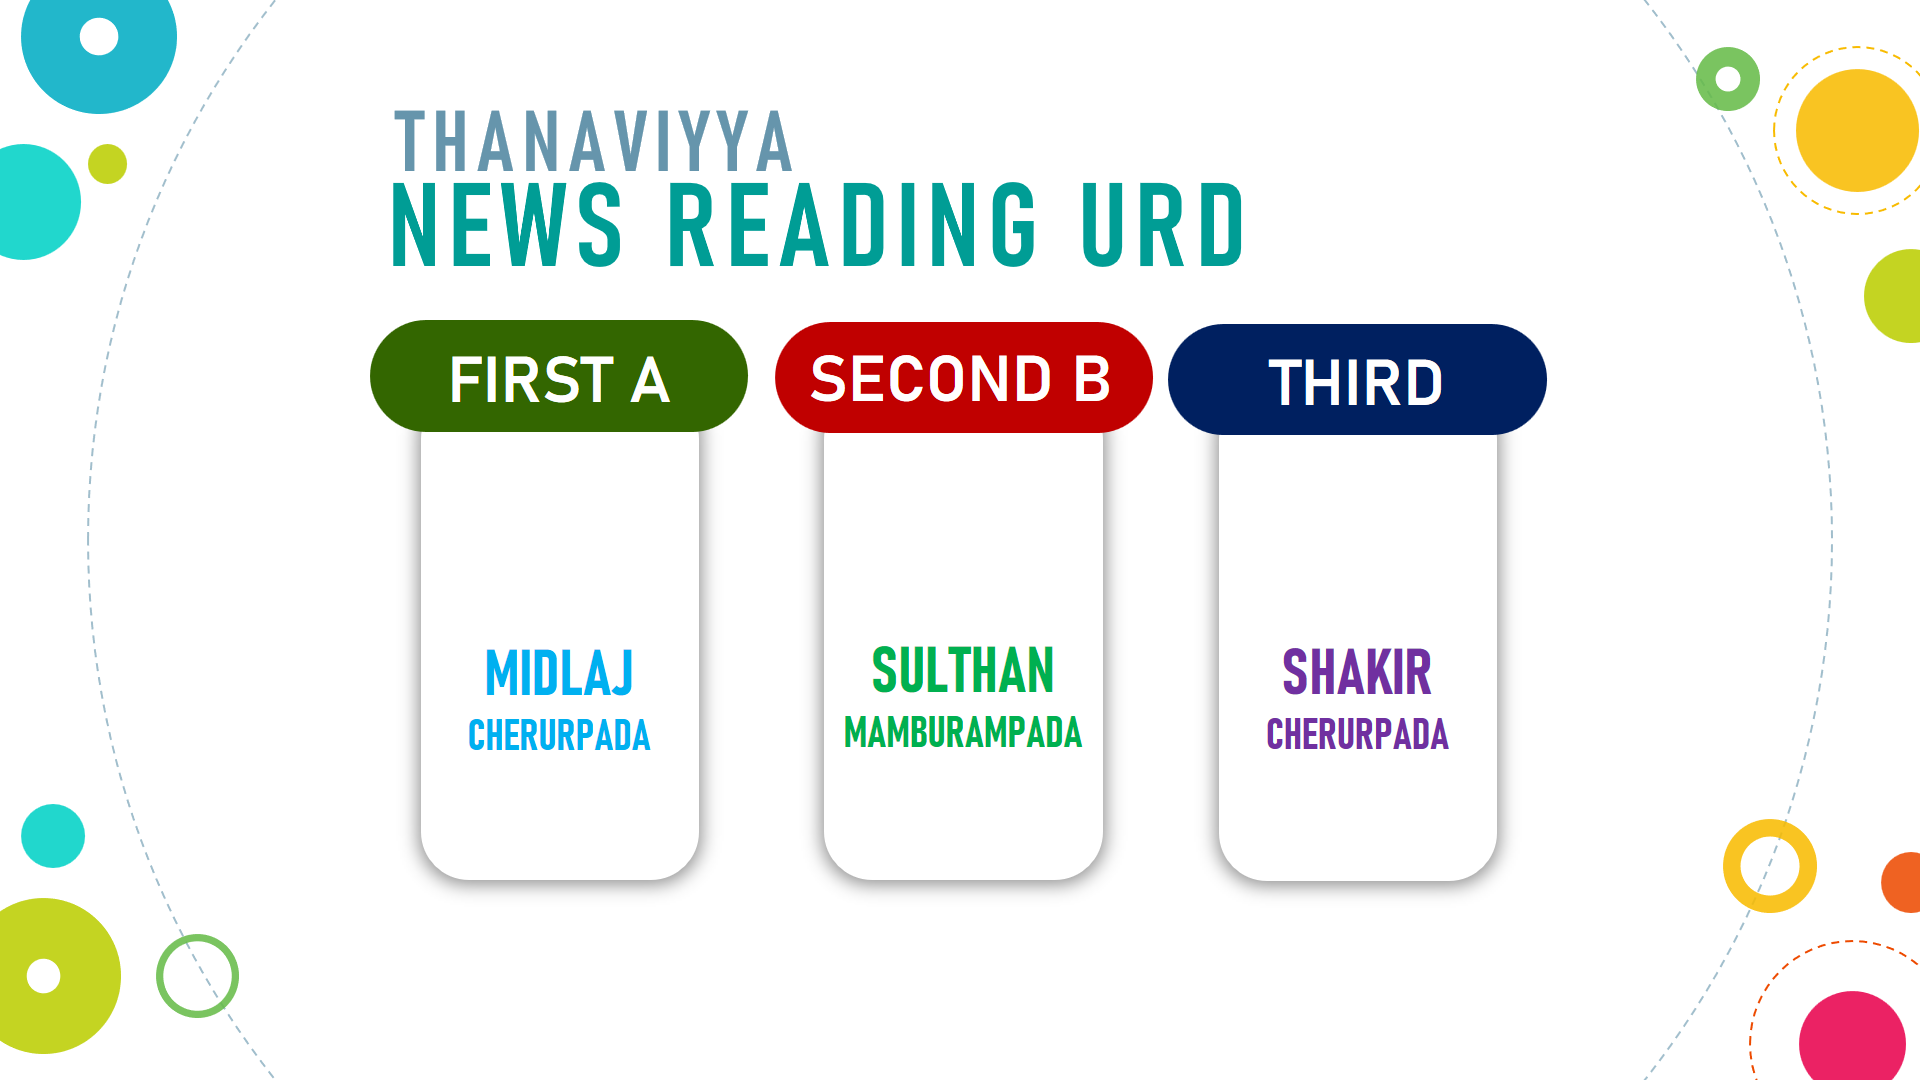 THANAVIYYA
NEWS READING URD
FIRST A
SECOND B
THIRD
MIDLAJ
CHERURPADA
SULTHAN
MAMBURAMPADA
SHAKIR
CHERURPADA